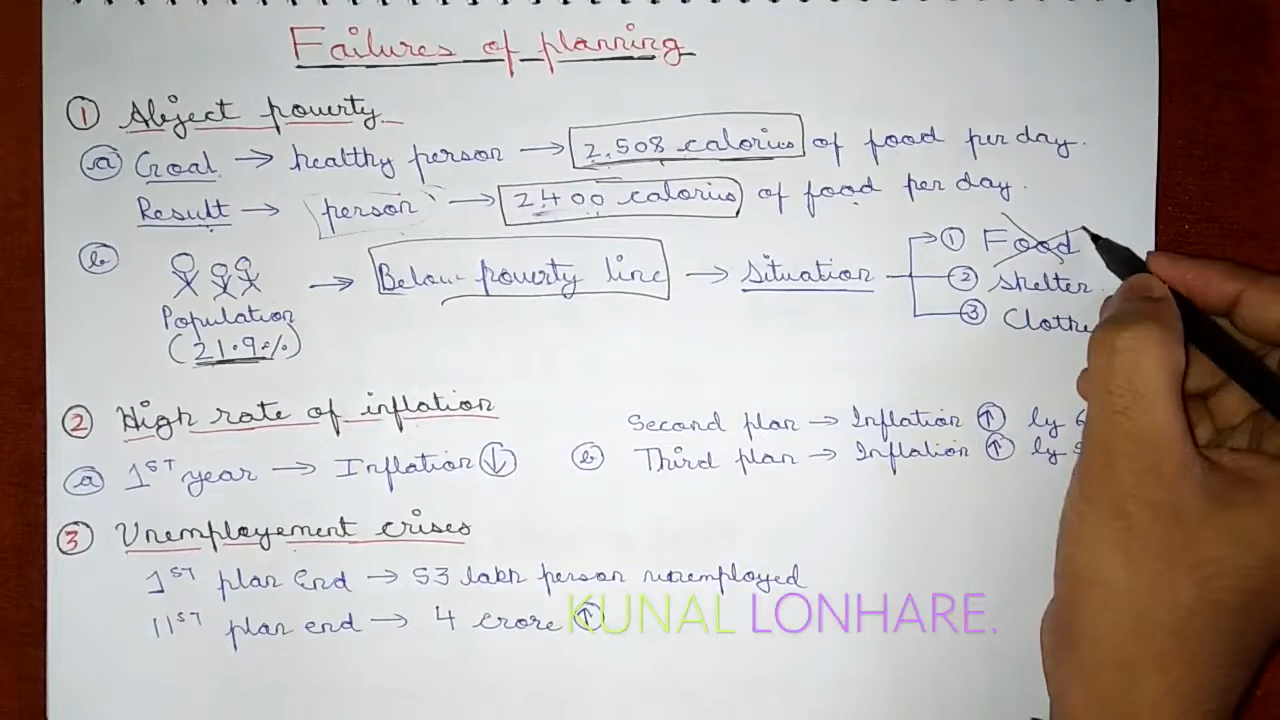 Failures of planning
① Abject poverty
ⓐ Goal → healthy person → 2,508 calories of food per day.
Result → person → 2,400 calories of food per day.
ⓑ Population (21.9%) → Below poverty line → Situation
① Food
② Shelter
③ Clothe
② High rate of inflation
ⓐ 1ST year → Inflation ↓
ⓑ Second plan → Inflation ↑ by 6
Third plan → Inflation ↑ by
③ Unemployement crises
1ST plan End → 53 lakh person unemployed
11ST plan end → 4 crore ↑
KUNAL LONHARE.